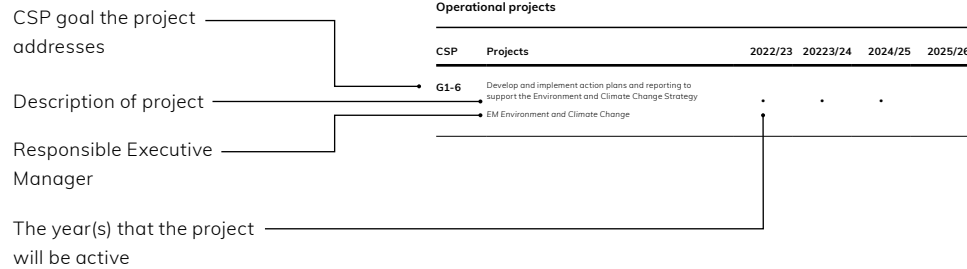 CSP goal the project
addresses
Description of project
Responsible Executive
Manager
The year(s) that the project
will be active
Operational projects
CSP Projects 2022/23 20223/24 2024/25 2025/26
G1-6 Develop and implement action plans and reporting to
support the Environment and Climate Change Strategy
EM Environment and Climate Change